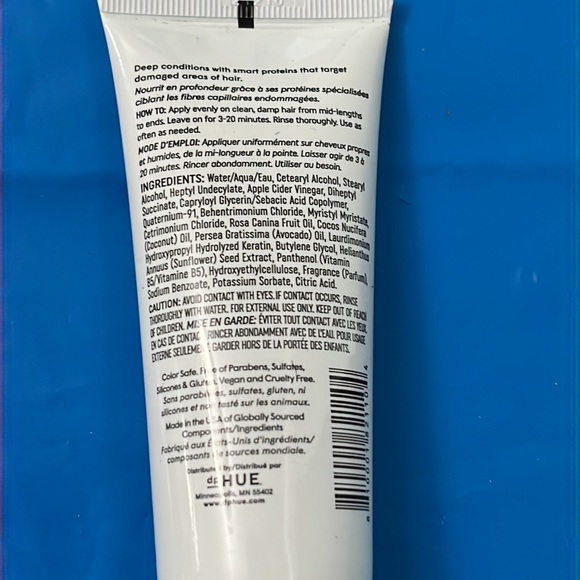 Deep conditions with smart proteins that target
damaged areas of hair.
Nourrit en profondeur grâce à ses protéines spécialisées
ciblant les fibres capillaires endommagées.
HOW TO: Apply evenly on clean, damp hair from mid-lengths
to ends. Leave on for 3-20 minutes. Rinse thoroughly. Use as
often as needed.
MODE D'EMPLOI: Appliquer uniformément sur cheveux propres
et humides, de la mi-longueur à la pointe. Laisser agir de 3 à
20 minutes. Rincer abondamment. Utiliser au besoin.
INGREDIENTS: Water/Aqua/Eau, Cetearyl Alcohol, Stearyl
Alcohol, Heptyl Undecylate, Apple Cider Vinegar, Diheptyl
Succinate, Capryloyl Glycerin/Sebacic Acid Copolymer,
Quaternium-91, Behentrimonium Chloride, Myristyl Myristate,
Cetrimonium Chloride, Rosa Canina Fruit Oil, Cocos Nucifera
(Coconut) Oil, Persea Gratissima (Avocado) Oil, Laurdimonium
Hydroxypropyl Hydrolyzed Keratin, Butylene Glycol, Helianthus
Annuus (Sunflower) Seed Extract, Panthenol (Vitamin
B5/Vitamine B5), Hydroxyethylcellulose, Fragrance (Parfum),
Sodium Benzoate, Potassium Sorbate, Citric Acid.
CAUTION: AVOID CONTACT WITH EYES. IF CONTACT OCCURS, RINSE
THOROUGHLY WITH WATER. FOR EXTERNAL USE ONLY. KEEP OUT OF REACH
OF CHILDREN. MISE EN GARDE: ÉVITER TOUT CONTACT AVEC LES YEUX.
EN CAS DE CONTACT, RINCER ABONDAMMENT AVEC DE L'EAU. POUR USAGE
EXTERNE SEULEMENT. GARDER HORS DE LA PORTÉE DES ENFANTS.
Color Safe. Free of Parabens, Sulfates,
Silicones & Gluten. Vegan and Cruelty Free.
Sans parabènes, sulfates, gluten, ni
silicones et non testé sur les animaux.
Made in the USA of Globally Sourced
Components/Ingredients
Fabriqué aux États-Unis d'ingrédients/
composants de sources mondiale.
Distributed by/Distribué par
dpHUE
Minneapolis, MN 55402
www.dphue.com